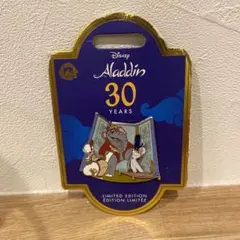 Disney
Aladdin
30
YEARS
LIMITED EDITION
ÉDITION LIMITÉE